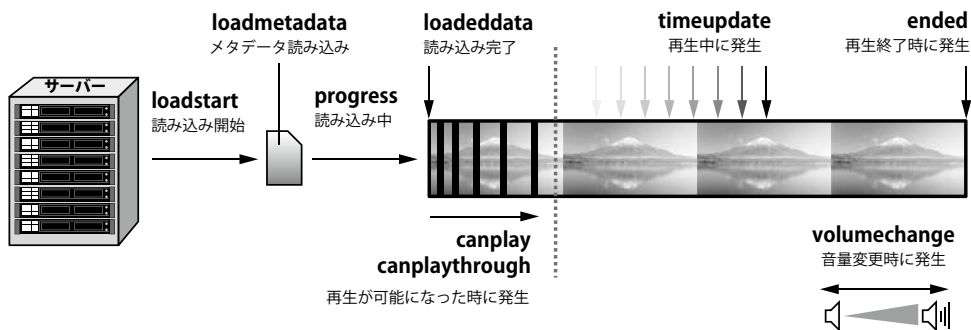 loadmetadata
メタデータ読み込み
loadeddata
読み込み完了
timeupdate
再生中に発生
ended
再生終了時に発生
サーバー
loadstart
読み込み開始
progress
読み込み中
canplay
canplaythrough
再生が可能になった時に発生
volumechange
音量変更時に発生